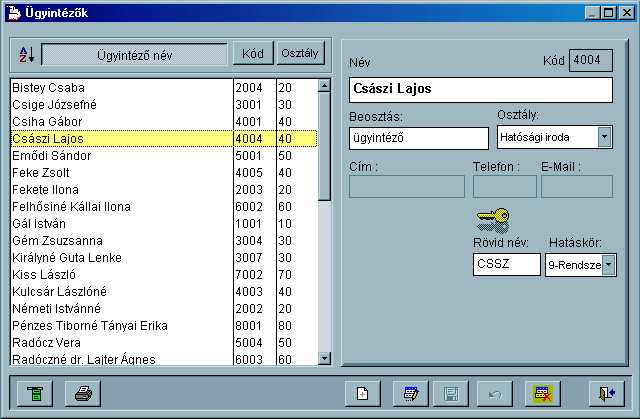 Ügyintézők
Ügyintéző név Kód Osztály
Bistey Csaba 2004 20
Csige Józsefné 3001 30
Csiha Gábor 4001 40
Császi Lajos 4004 40
Emődi Sándor 5001 50
Feke Zsolt 4005 40
Fekete Ilona 2003 20
Felhősiné Kállai Ilona 6002 60
Gál István 1001 10
Gém Zsuzsanna 3004 30
Királyné Guta Lenke 3007 30
Kiss László 7002 70
Kulcsár Lászlóné 4003 40
Németi Istvánné 2002 20
Pénzes Tiborné Tányai Erika 8001 80
Radócz Vera 5004 50
Radóczné dr. Lajter Ágnes 6003 60
Név Kód 4004
Császi Lajos
Beosztás: Osztály:
ügyintéző Hatósági iroda
Cím : Telefon : E-Mail :
Rövid név: Hatáskör:
CSSZ 9-Rendsze